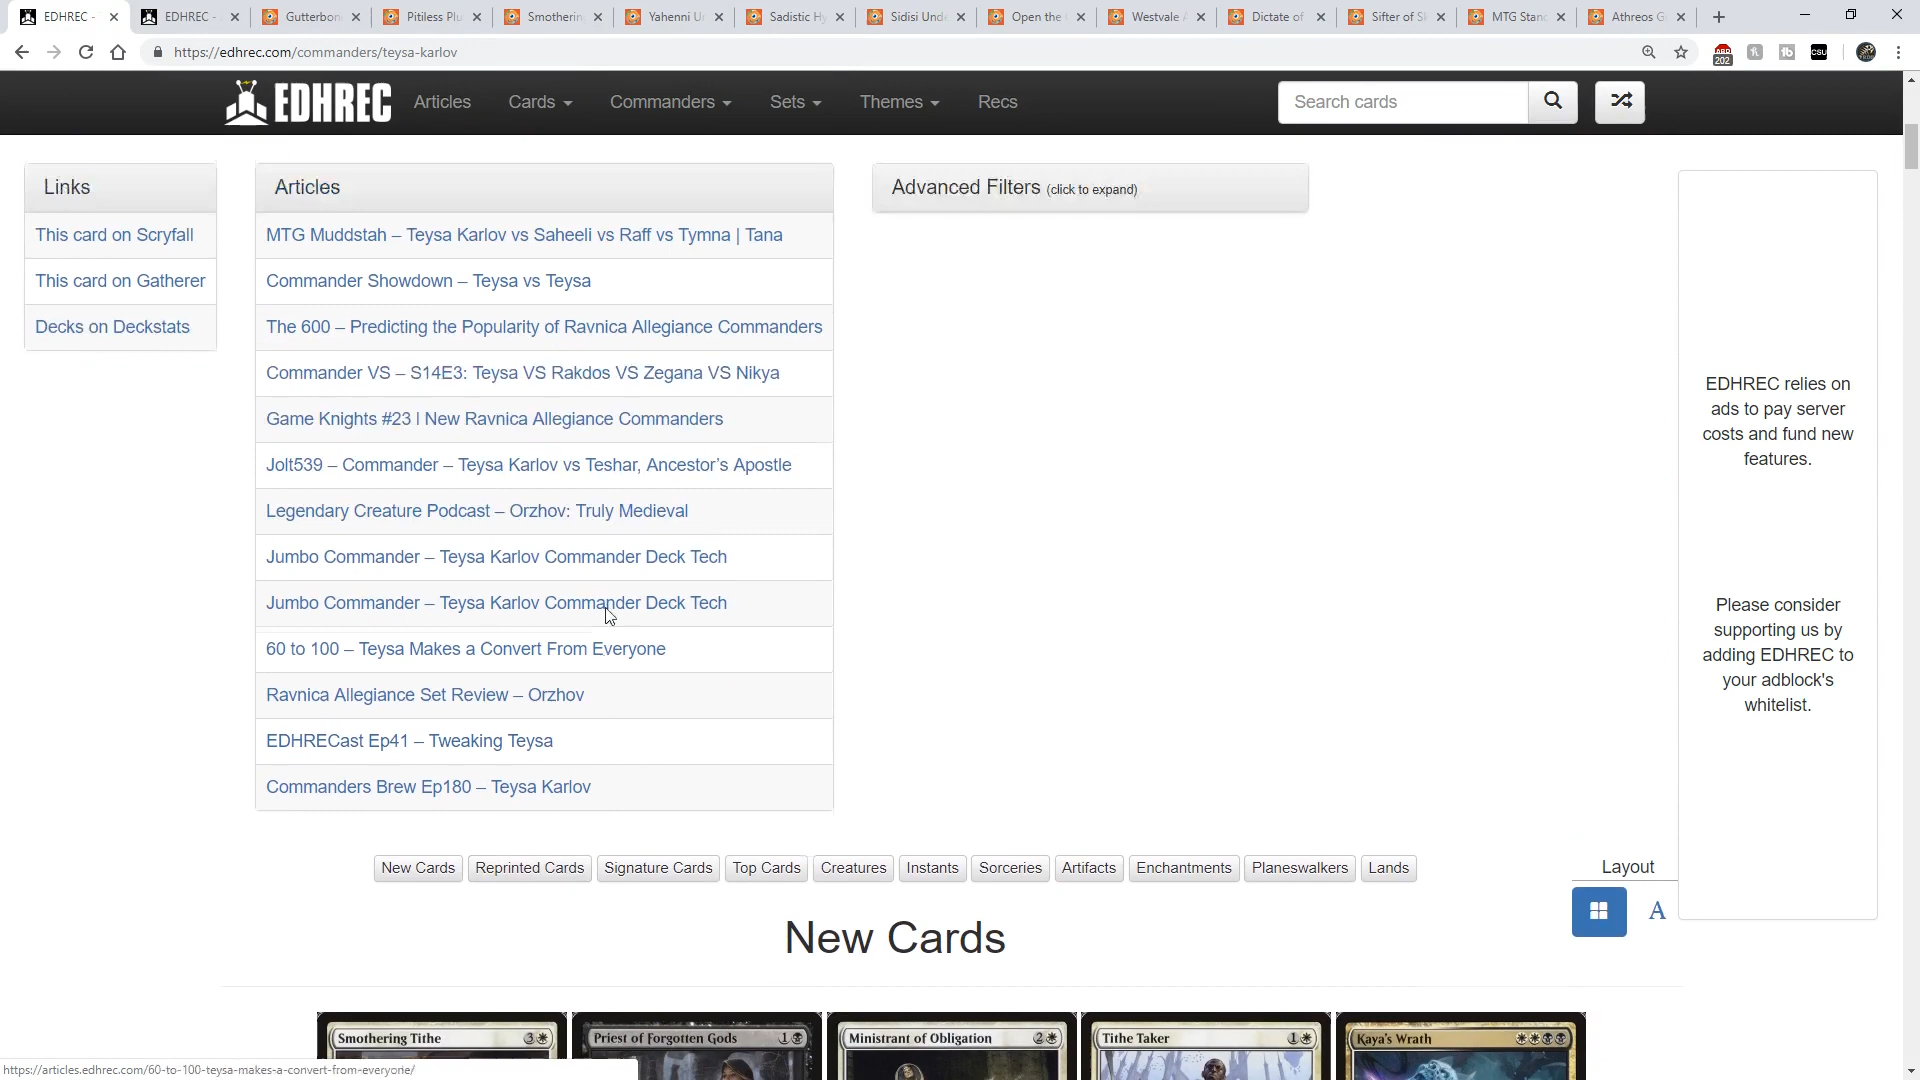 EDHREC -
EDHREC -
Gutterbon
Pitiless Plu
Smotherin
Yahenni U
Sadistic Hy
Sidisi Unde
Open the
Westvale
Dictate of
Sifter of S
MTG Stan
Athreos G
https://edhrec.com/commanders/teysa-karlov
202
CSU
EDHREC
Articles
Cards
Commanders
Sets
Themes
Recs
Search cards
Links
This card on Scryfall
This card on Gatherer
Decks on Deckstats
Articles
MTG Muddstah – Teysa Karlov vs Saheeli vs Raff vs Tymna | Tana
Commander Showdown – Teysa vs Teysa
The 600 – Predicting the Popularity of Ravnica Allegiance Commanders
Commander VS – S14E3: Teysa VS Rakdos VS Zegana VS Nikya
Game Knights #23 l New Ravnica Allegiance Commanders
Jolt539 – Commander – Teysa Karlov vs Teshar, Ancestor’s Apostle
Legendary Creature Podcast – Orzhov: Truly Medieval
Jumbo Commander – Teysa Karlov Commander Deck Tech
Jumbo Commander – Teysa Karlov Commander Deck Tech
60 to 100 – Teysa Makes a Convert From Everyone
Ravnica Allegiance Set Review – Orzhov
EDHRECast Ep41 – Tweaking Teysa
Commanders Brew Ep180 – Teysa Karlov
Advanced Filters (click to expand)
EDHREC relies on
ads to pay server
costs and fund new
features.
Please consider
supporting us by
adding EDHREC to
your adblock's
whitelist.
New Cards
Reprinted Cards
Signature Cards
Top Cards
Creatures
Instants
Sorceries
Artifacts
Enchantments
Planeswalkers
Lands
Layout
A
New Cards
Smothering Tithe 3
Priest of Forgotten Gods 1
Ministrant of Obligation 2
Tithe Taker 1
Kaya's Wrath
https://articles.edhrec.com/60-to-100-teysa-makes-a-convert-from-everyone/